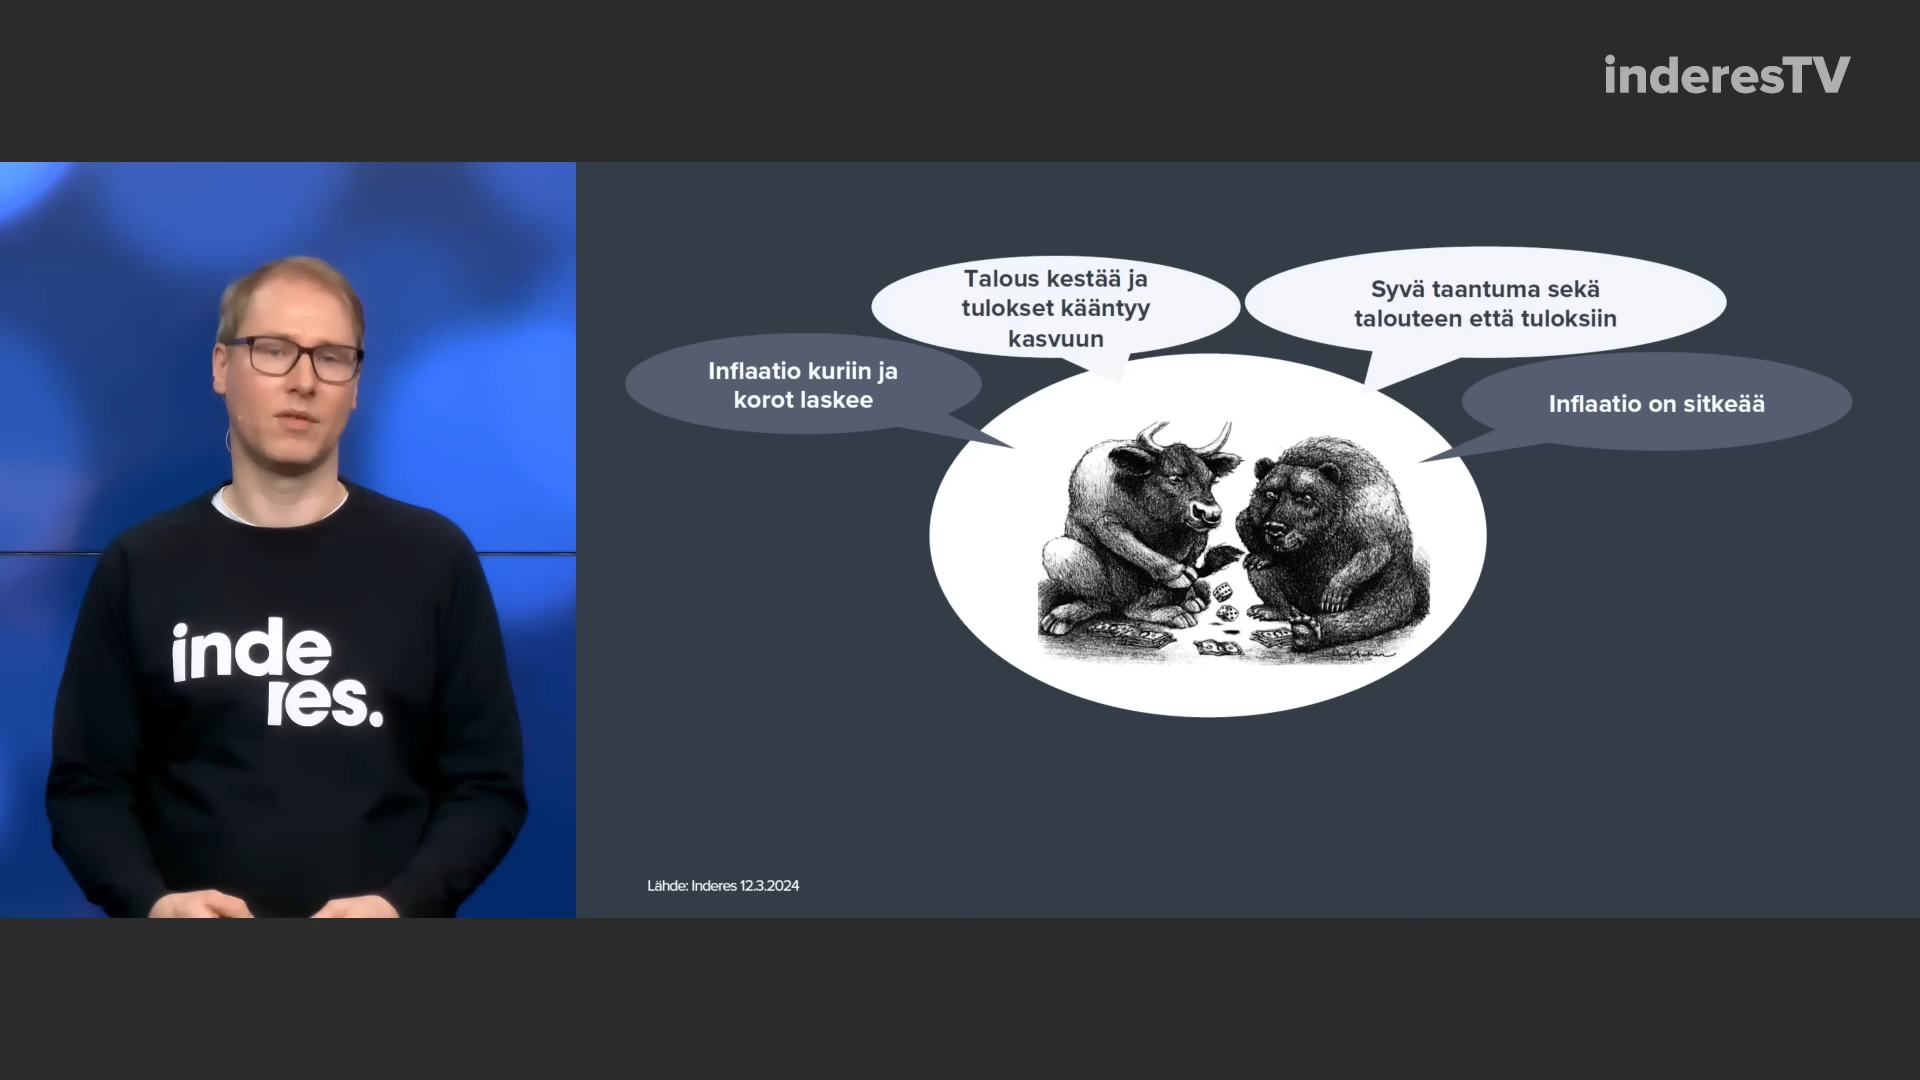 inderesTV
Talous kestää ja
tulokset kääntyy
kasvuun
Syvä taantuma sekä
talouteen että tuloksiin
Inflaatio kuriin ja
korot laskee
Inflaatio on sitkeää
inde
res.
Lähde: Inderes 12.3.2024